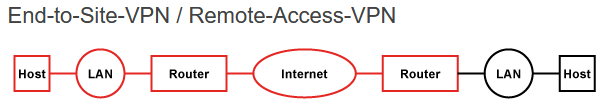 End-to-Site-VPN / Remote-Access-VPN
Host LAN Router Internet Router LAN Host